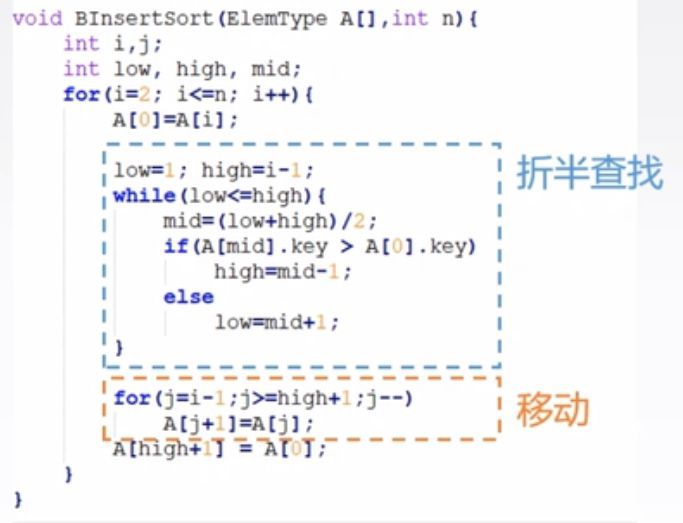 void BInsertSort(ElemType A[],int n){
    int i,j;
    int low, high, mid;
    for(i=2; i<=n; i++){
        A[0]=A[i];
        low=1; high=i-1;
        while(low<=high){
            mid=(low+high)/2;
            if(A[mid].key > A[0].key)
                high=mid-1;
            else
                low=mid+1;
        }
折半查找
        for(j=i-1;j>=high+1;j--)
            A[j+1]=A[j];
移动
        A[high+1] = A[0];
    }
}